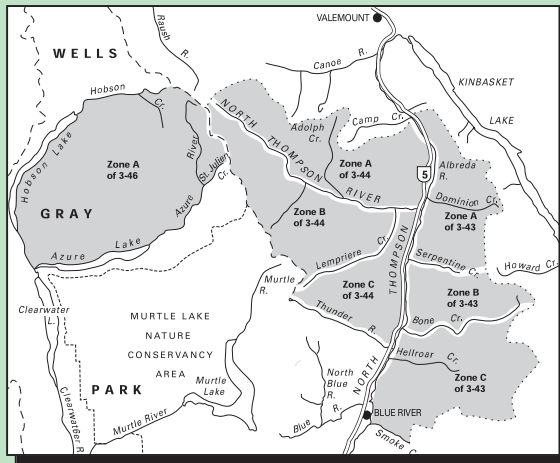 VALEMOUNT
Raush R.
WELLS
Canoe R.
KINBASKET
LAKE
Hobson Cr.
NORTH THOMPSON RIVER
Adolph
Cr.
Camp Cr.
Hobson Lake
River
Zone A
of 3-46
St. Julien Cr.
Zone A
of 3-44
5
Albreda
R.
Dominion Cr.
GRAY
Azure
Zone B
of 3-44
Zone A
of 3-43
Azure Lake
Lempriere Cr.
THOMPSON
Serpentine Cr.
Howard Cr.
Murtle
R.
Zone C
of 3-44
Zone B
of 3-43
Clearwater
L.
MURTLE LAKE
NATURE
CONSERVANCY
AREA
Thunder R.
Bone Cr.
Hellroar Cr.
PARK
Murtle
Lake
North
Blue
R.
NORTH
Zone C
of 3-43
Clearwater R.
Murtle River
Blue R.
BLUE RIVER
Smoke C